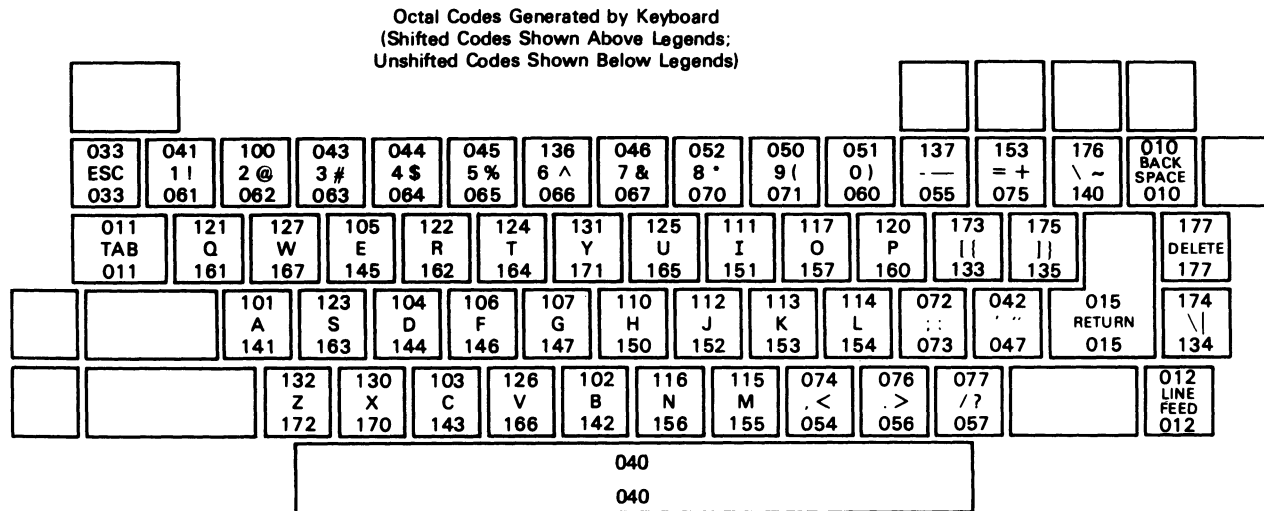 Octal Codes Generated by Keyboard
(Shifted Codes Shown Above Legends;
Unshifted Codes Shown Below Legends)
033 041 100 043 044 045 136 046 052 050 051 137 153 176 010
ESC 1 ! 2 @ 3 # 4 $ 5 % 6 ^ 7 & 8 * 9 ( 0 ) - — = + \ ~ BACK
SPACE
033 061 062 063 064 065 066 067 070 071 060 055 075 140 010
011 121 127 105 122 124 131 125 111 117 120 173 175 177
TAB Q W E R T Y U I O P [ { ] } DELETE
011 161 167 145 162 164 171 165 151 157 160 133 135 177
101 123 104 106 107 110 112 113 114 072 042 015 174
A S D F G H J K L ; : ' " RETURN \ |
141 163 144 146 147 150 152 153 154 073 047 015 134
132 130 103 126 102 116 115 074 076 077 012
Z X C V B N M , < . > / ? LINE
FEED
172 170 143 166 142 156 155 054 056 057 012
040
040